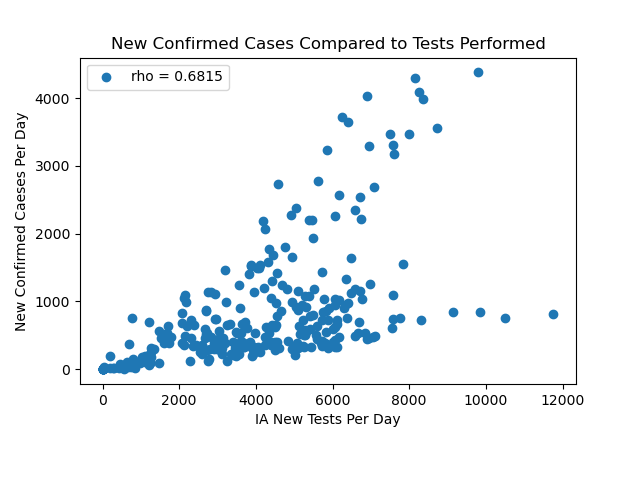 New Confirmed Cases Compared to Tests Performed
rho = 0.6815
New Confirmed Caeses Per Day
4000
3000
2000
1000
0
0 2000 4000 6000 8000 10000 12000
IA New Tests Per Day